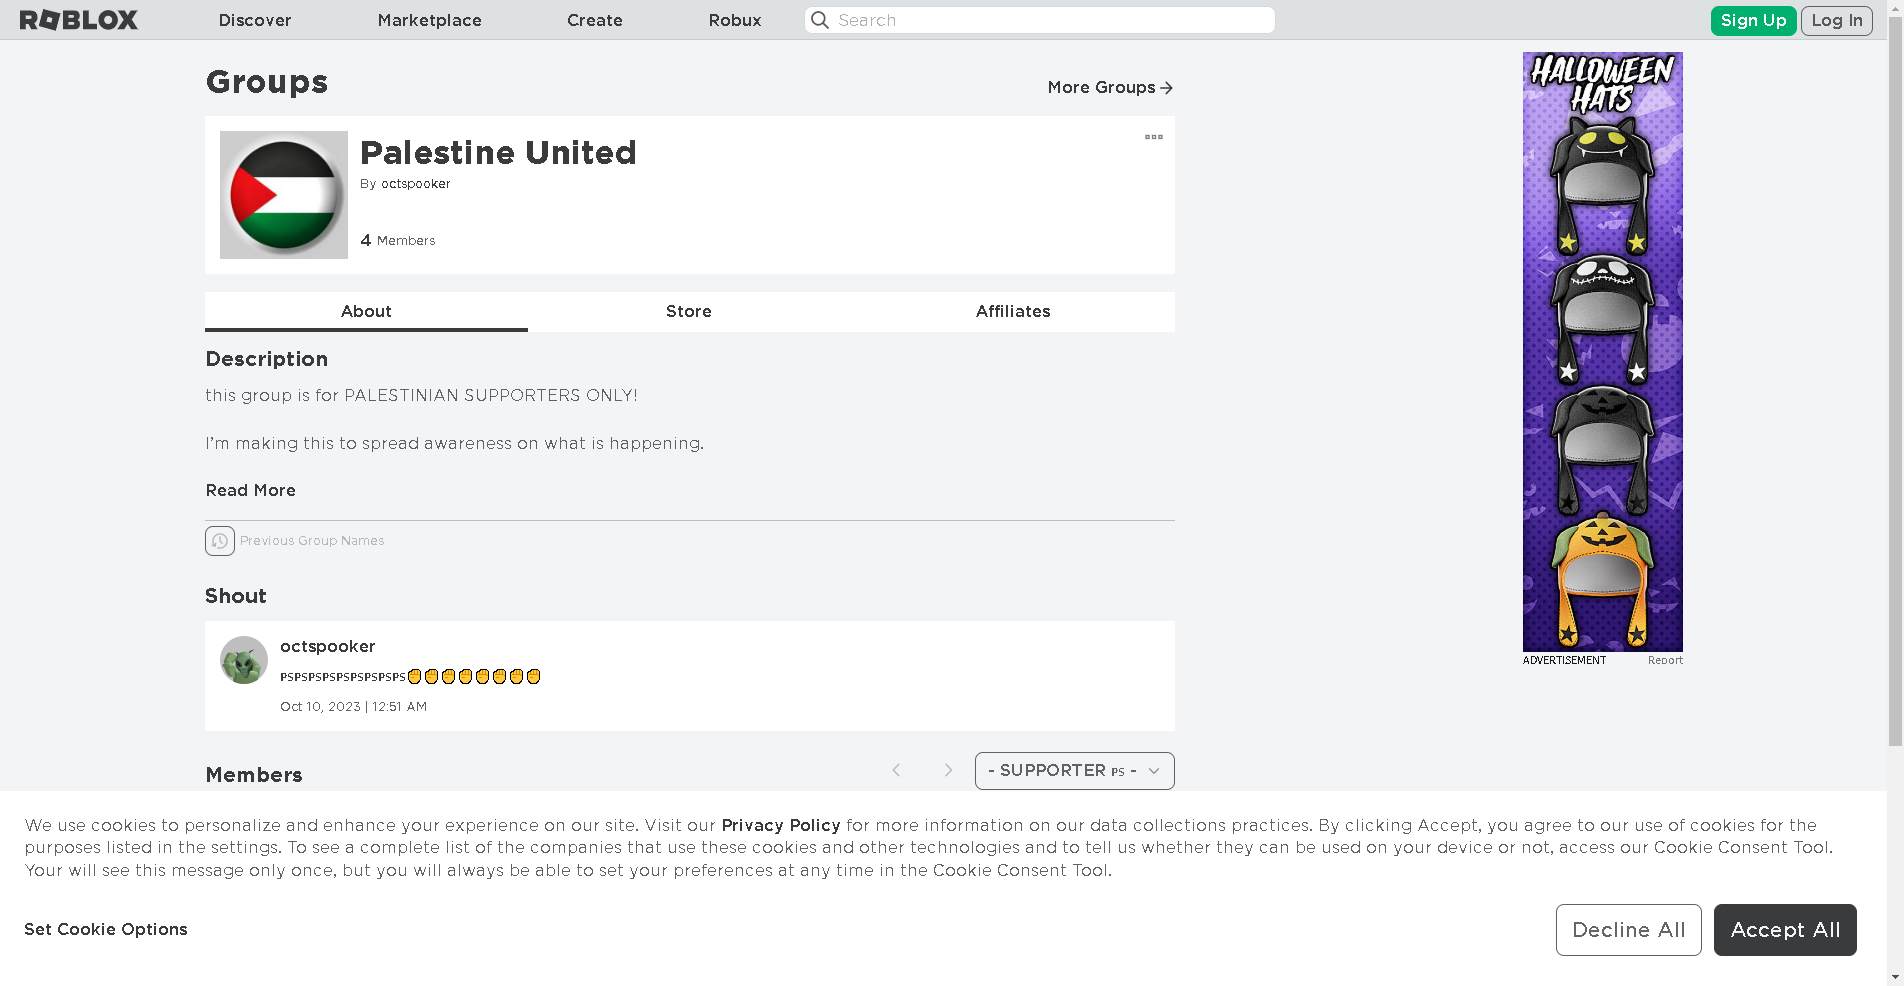 ROBLOX
Discover
Marketplace
Create
Robux
Search
Sign Up
Log In
Groups
More Groups
Palestine United
By octspooker
4 Members
About
Store
Affiliates
Description
this group is for PALESTINIAN SUPPORTERS ONLY!
I'm making this to spread awareness on what is happening.
Read More
Previous Group Names
Shout
octspooker
PSPSPSPSPSPSPSPSPS✊✊✊✊✊✊✊✊
Oct 10, 2023 | 12:51 AM
Members
- SUPPORTER PS -
HALLOWEEN
HATS
ADVERTISEMENT
Report
We use cookies to personalize and enhance your experience on our site. Visit our Privacy Policy for more information on our data collections practices. By clicking Accept, you agree to our use of cookies for the
purposes listed in the settings. To see a complete list of the companies that use these cookies and other technologies and to tell us whether they can be used on your device or not, access our Cookie Consent Tool.
Your will see this message only once, but you will always be able to set your preferences at any time in the Cookie Consent Tool.
Set Cookie Options
Decline All
Accept All